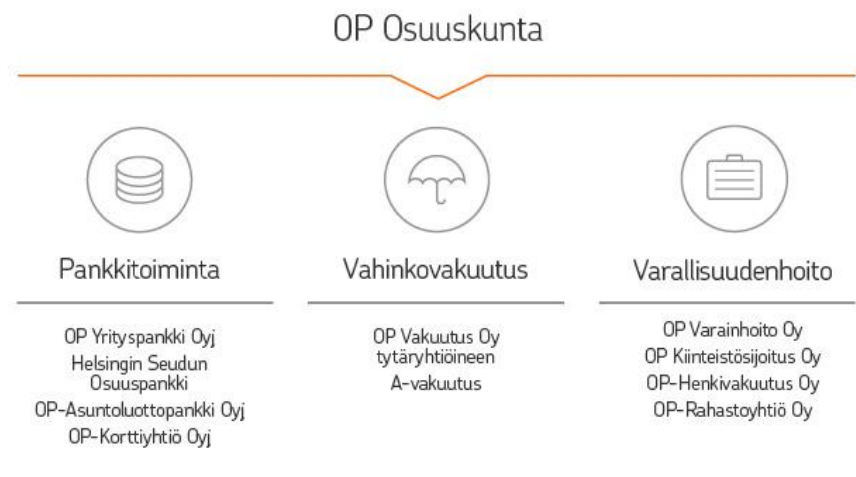 OP Osuuskunta
Pankkitoiminta
OP Yrityspankki Oyj
Helsingin Seudun
Osuuspankki
OP-Asuntoluottopankki Oyj
OP-Korttiyhtiö Oyj
Vahinkovakuutus
OP Vakuutus Oy
tytäryhtiöineen
A-vakuutus
Varallisuudenhoito
OP Varainhoito Oy
OP Kiinteistösijoitus Oy
OP-Henkivakuutus Oy
OP-Rahastoyhtiö Oy